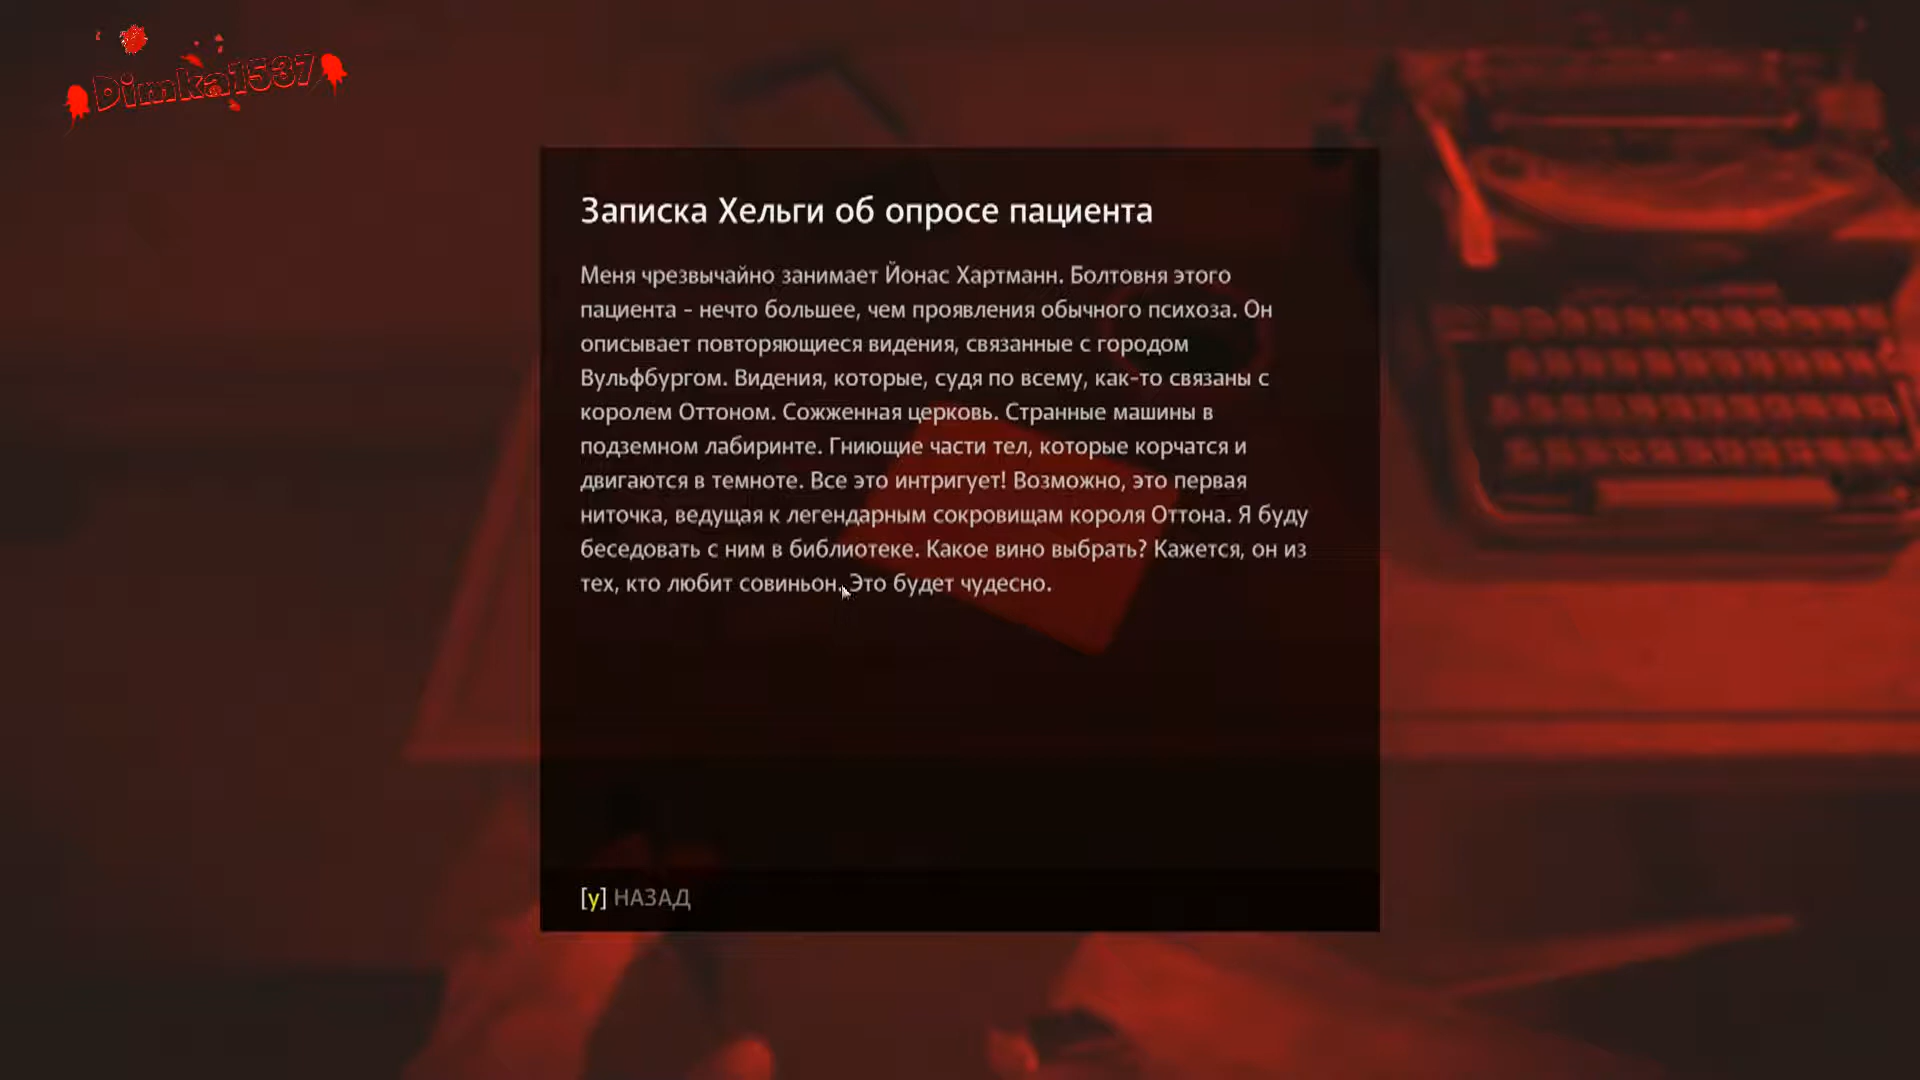 Dimka1537
Записка Хельги об опросе пациента
Меня чрезвычайно занимает Йонас Хартманн. Болтовня этого
пациента - нечто большее, чем проявления обычного психоза. Он
описывает повторяющиеся видения, связанные с городом
Вульфбургом. Видения, которые, судя по всему, как-то связаны с
королем Оттоном. Сожженная церковь. Странные машины в
подземном лабиринте. Гниющие части тел, которые корчатся и
двигаются в темноте. Все это интригует! Возможно, это первая
ниточка, ведущая к легендарным сокровищам короля Оттона. Я буду
беседовать с ним в библиотеке. Какое вино выбрать? Кажется, он из
тех, кто любит совиньон. Это будет чудесно.
[y] НАЗАД